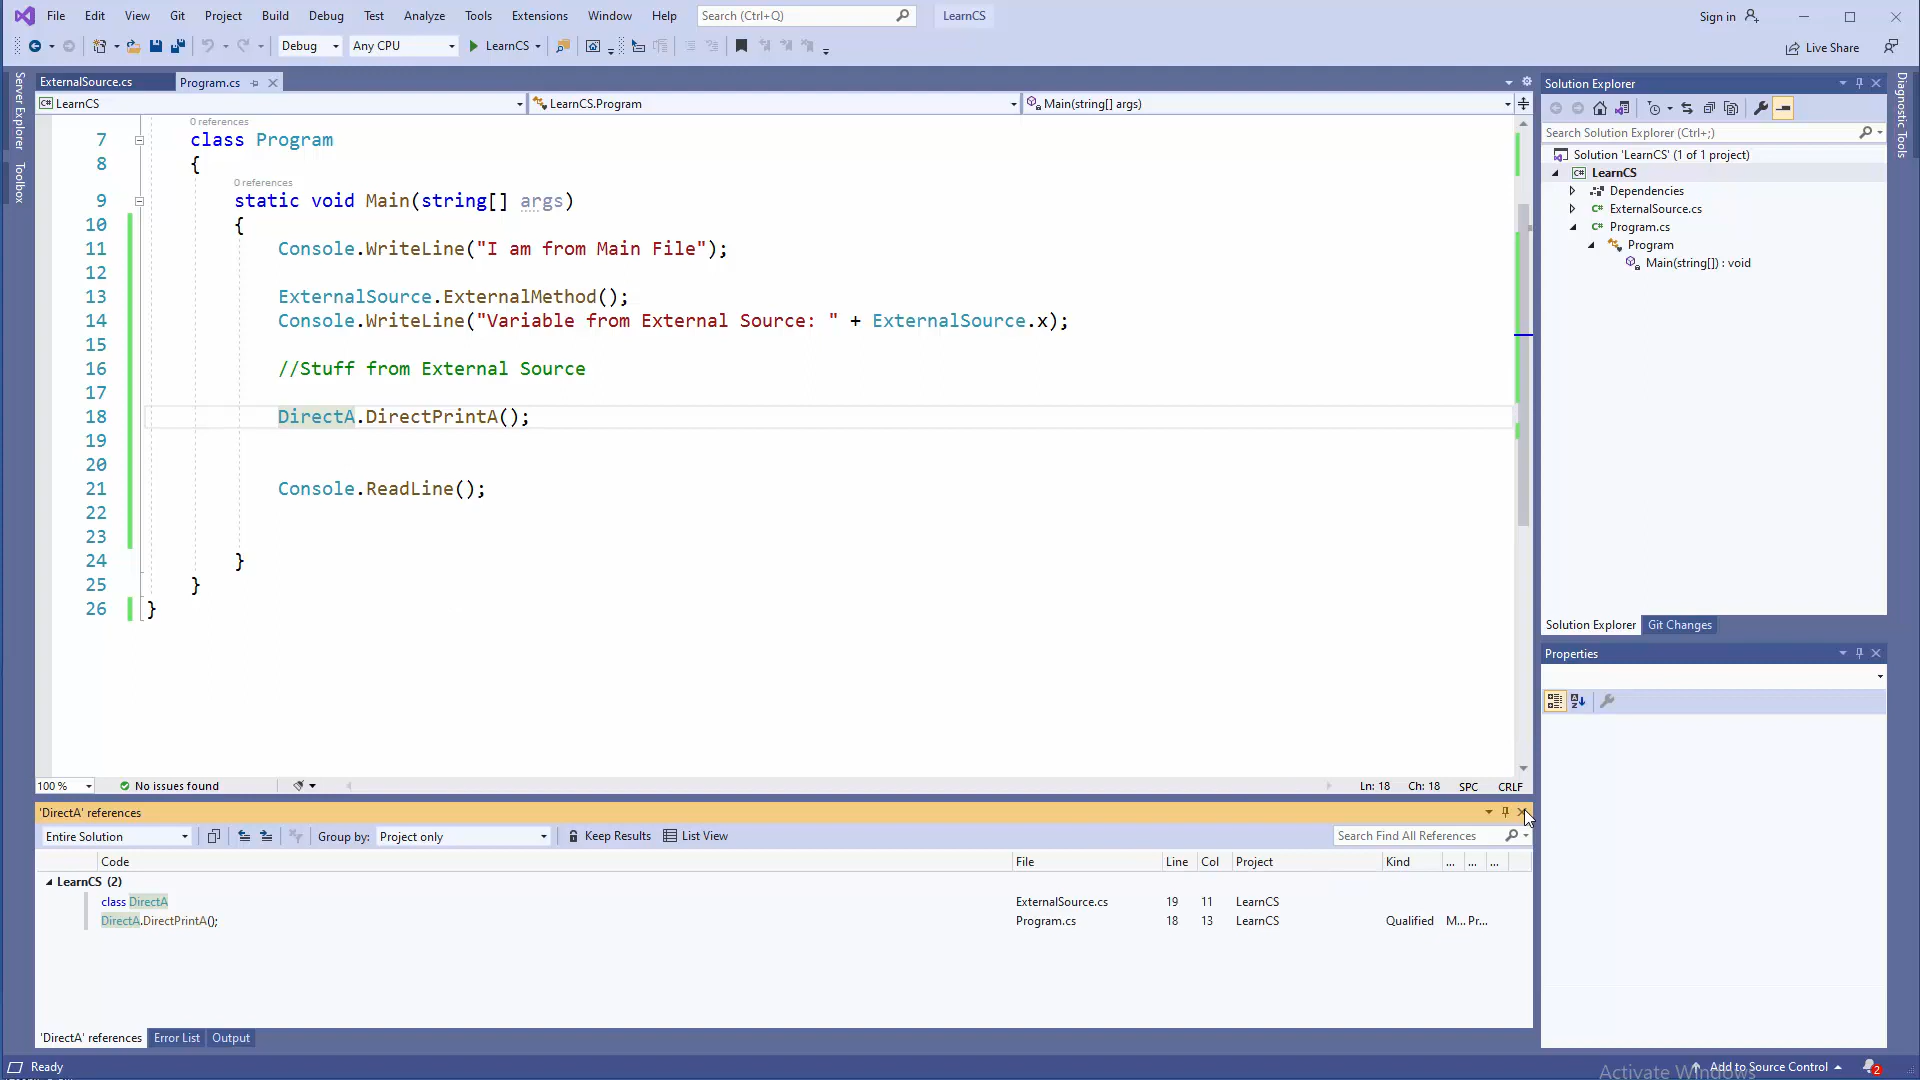 File Edit View Git Project Build Debug Test Analyze Tools Extensions Window Help Search (Ctrl+Q) LearnCS Sign in
Debug Any CPU LearnCS Live Share
Server Explorer
Toolbox
Diagnostic Tools
ExternalSource.cs Program.cs
LearnCS LearnCS.Program Main(string[] args)
0 references
7 class Program
8 {
0 references
9 static void Main(string[] args)
10 {
11 Console.WriteLine("I am from Main File");
12
13 ExternalSource.ExternalMethod();
14 Console.WriteLine("Variable from External Source: " + ExternalSource.x);
15
16 //Stuff from External Source
17
18 DirectA.DirectPrintA();
19
20
21 Console.ReadLine();
22
23
24 }
25 }
26 }
100 % No issues found Ln: 18 Ch: 18 SPC CRLF
'DirectA' references
Entire Solution Group by: Project only Keep Results List View Search Find All References
Code File Line Col Project Kind ... ... ...
LearnCS (2)
class DirectA ExternalSource.cs 19 11 LearnCS
DirectA.DirectPrintA(); Program.cs 18 13 LearnCS Qualified M... Pr...
'DirectA' references Error List Output
Solution Explorer
Search Solution Explorer (Ctrl+;)
Solution 'LearnCS' (1 of 1 project)
LearnCS
Dependencies
ExternalSource.cs
Program.cs
Program
Main(string[]) : void
Solution Explorer Git Changes
Properties
Ready Activate Windows Add to Source Control 2